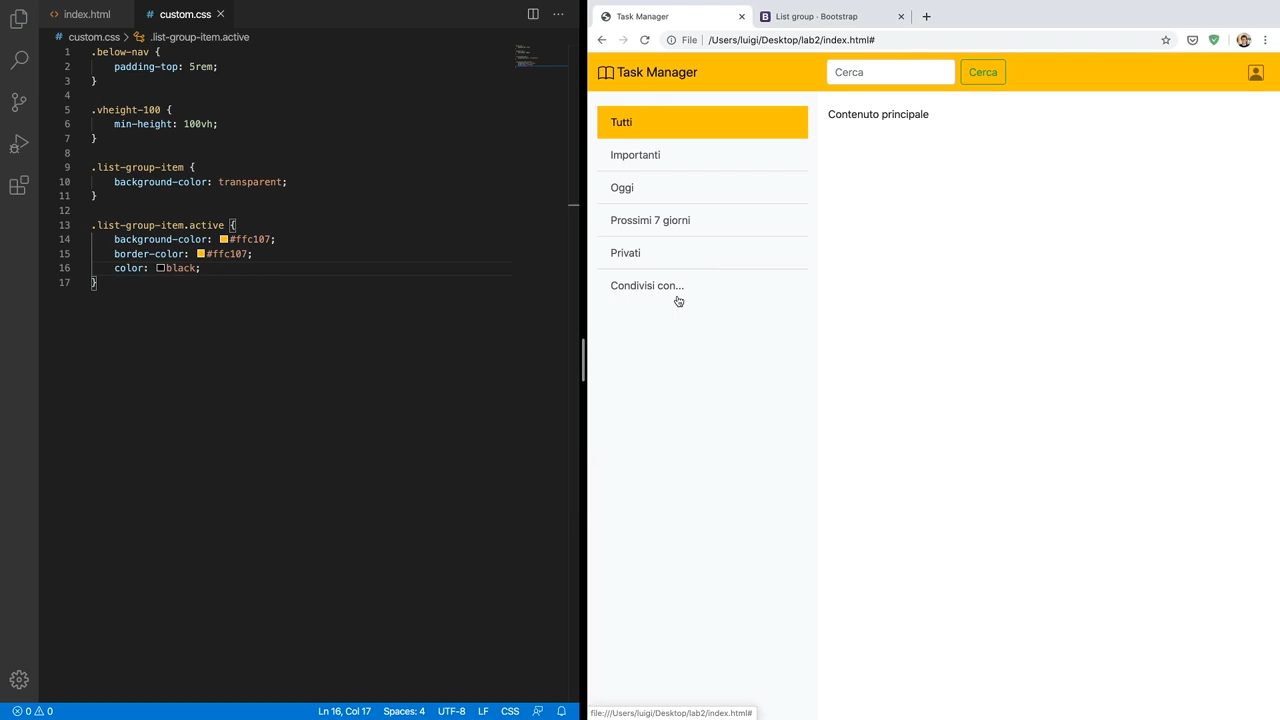 index.html
custom.css
custom.css > .list-group-item.active
1 .below-nav {
2 padding-top: 5rem;
3 }
4
5 .vheight-100 {
6 min-height: 100vh;
7 }
8
9 .list-group-item {
10 background-color: transparent;
11 }
12
13 .list-group-item.active {
14 background-color: #ffc107;
15 border-color: #ffc107;
16 color: black;
17 }
0 0
Ln 16, Col 17
Spaces: 4
UTF-8
LF
CSS
Task Manager
List group · Bootstrap
File | /Users/luigi/Desktop/lab2/index.html#
Task Manager
Cerca
Cerca
Tutti
Importanti
Oggi
Prossimi 7 giorni
Privati
Condivisi con...
Contenuto principale
file:///Users/luigi/Desktop/lab2/index.html#